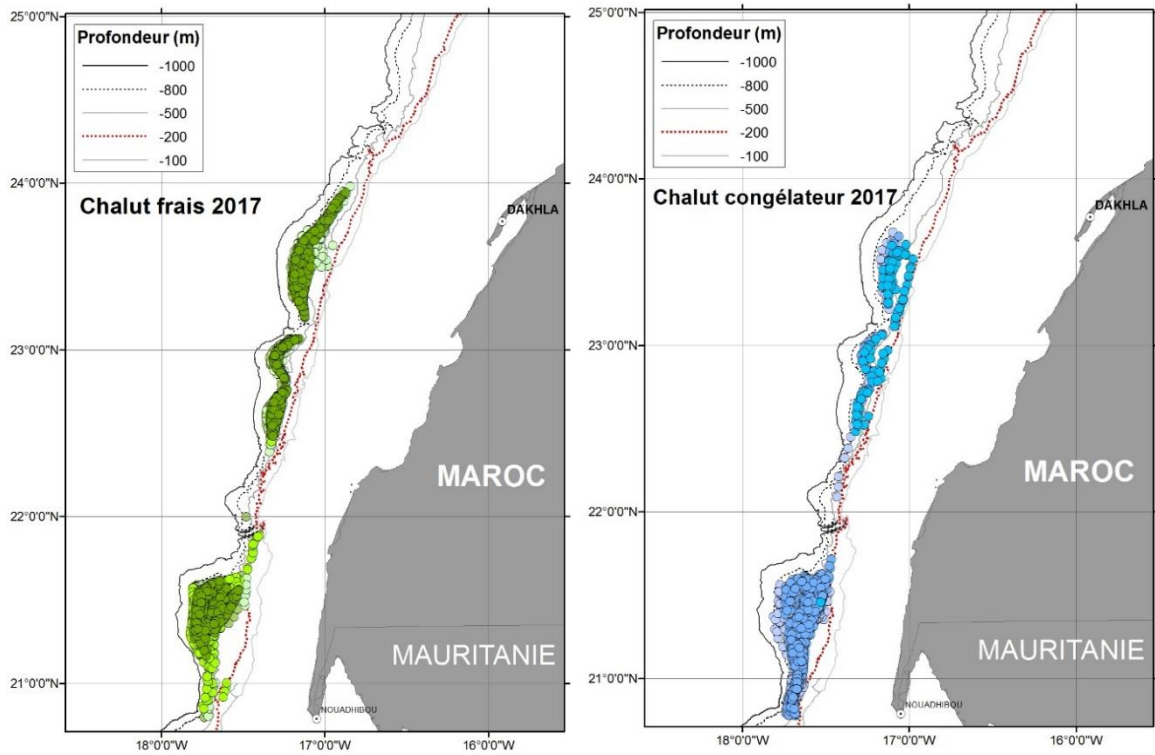 25°0'0"N
Profondeur (m)
-1000
-800
-500
-200
-100
24°0'0"N
Chalut frais 2017
DAKHLA
23°0'0"N
MAROC
22°0'0"N
MAURITANIE
21°0'0"N
NOUADHIBOU
18°0'0"W
17°0'0"W
16°0'0"W
25°0'0"N
Profondeur (m)
-1000
-800
-500
-200
-100
24°0'0"N
Chalut congélateur 2017
DAKHLA
23°0'0"N
MAROC
22°0'0"N
MAURITANIE
21°0'0"N
NOUADHIBOU
18°0'0"W
17°0'0"W
16°0'0"W